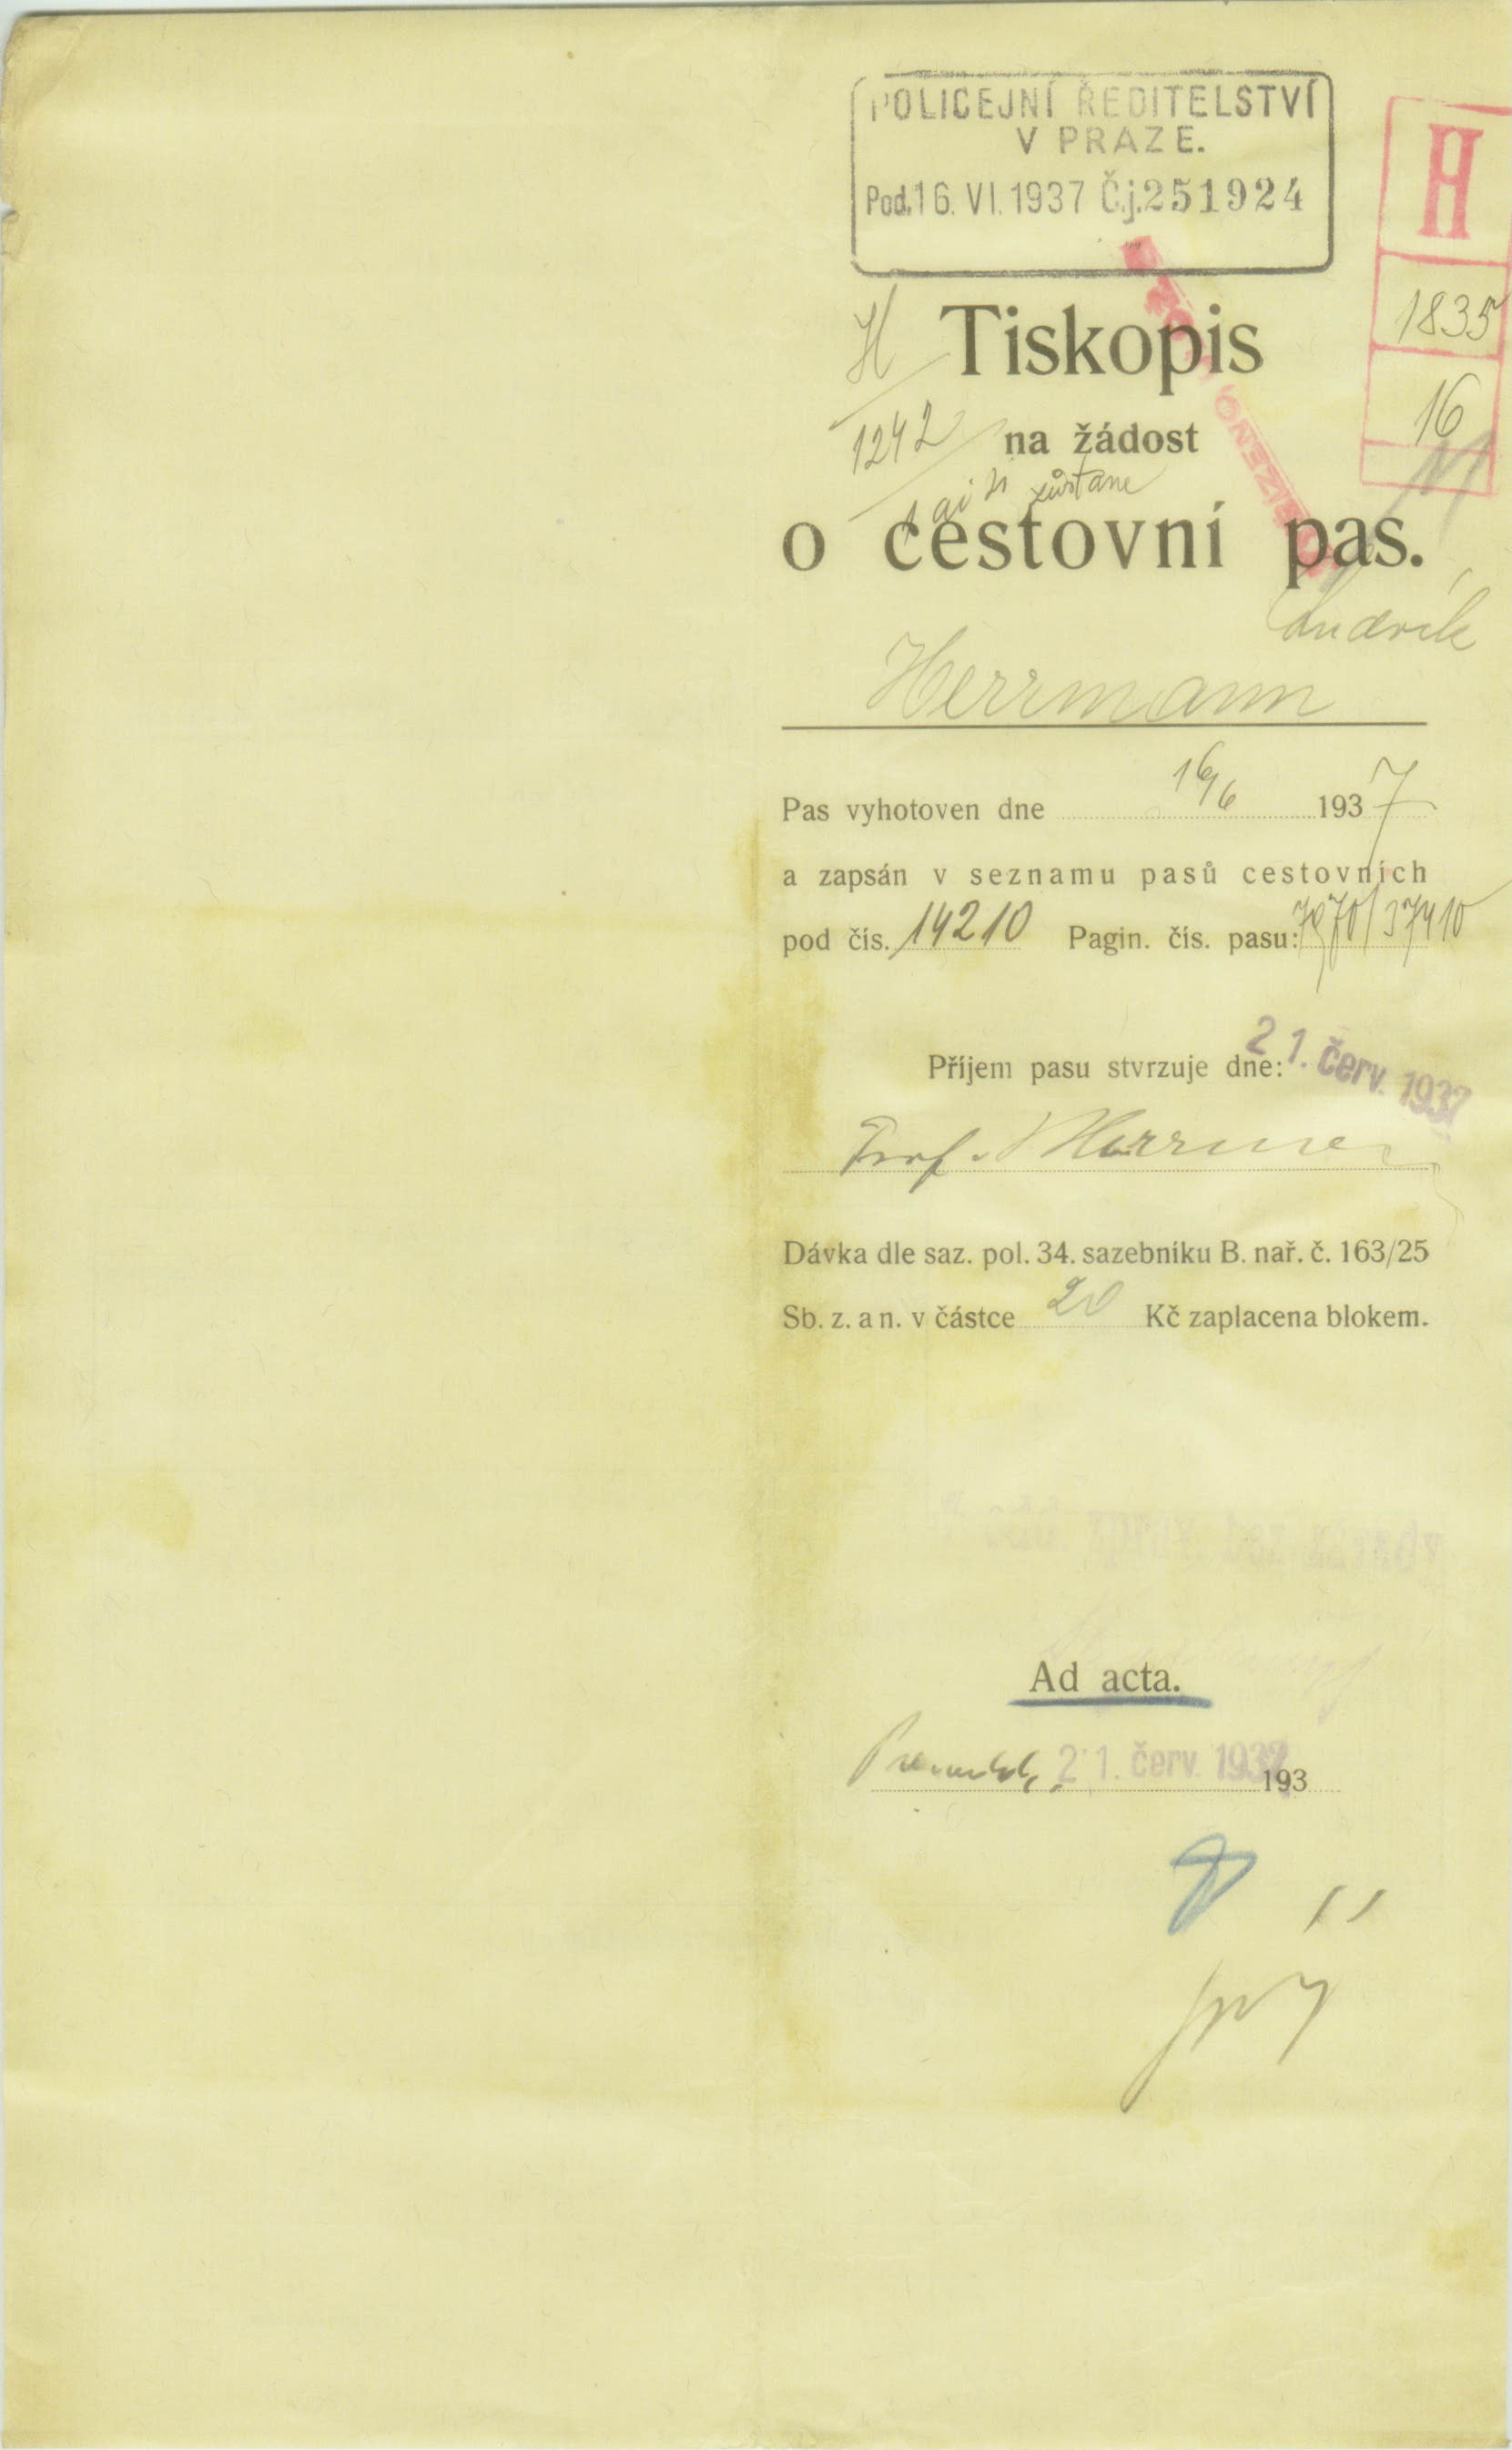 POLICEJNÍ ŘEDITELSTVÍ
V PRAZE.
Pod. 16. VI. 1937 Č.j. 251924
H
1835
16
H
1242
Tiskopis
na žádost
zůstane
o cestovní pas.
Ludvík
Herrmann
Pas vyhotoven dne 16/6 1937
a zapsán v seznamu pasů cestovních
pod čís. 14210 Pagin. čís. pasu: 7970/37410
Příjem pasu stvrzuje dne: 21. červ. 1937
Prof. Herrmann
Dávka dle saz. pol. 34. sazebníku B. nař. č. 163/25
Sb. z. a n. v částce 20 Kč zaplacena blokem.
Ad acta.
21. červ. 1937 193